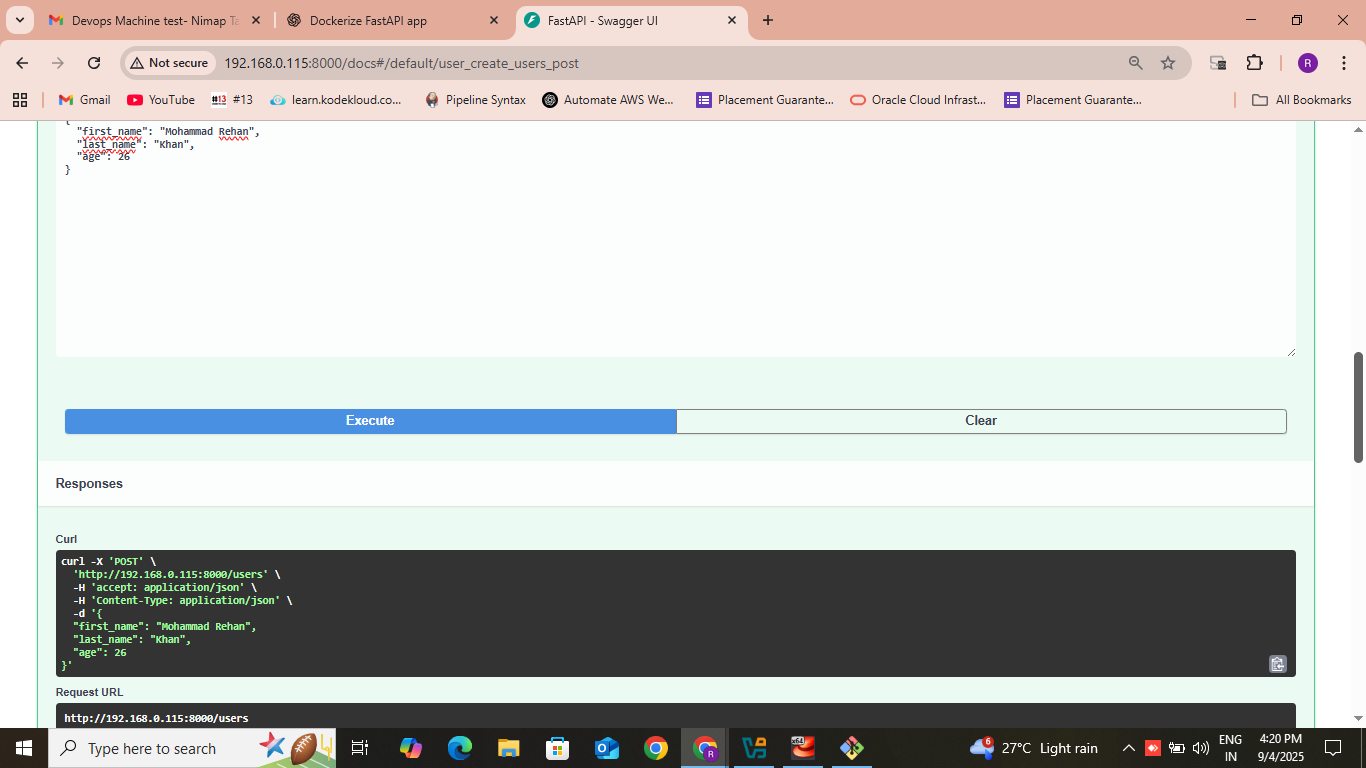 Devops Machine test- Nimap Ta
Dockerize FastAPI app
FastAPI - Swagger UI
Not secure
192.168.0.115:8000/docs#/default/user_create_users_post
R
Gmail
YouTube
#13
#13
learn.kodekloud.co...
Pipeline Syntax
Automate AWS We...
Placement Guarante...
Oracle Cloud Infrast...
Placement Guarante...
All Bookmarks
{
"first_name": "Mohammad Rehan",
"last_name": "Khan",
"age": 26
}
Execute
Clear
Responses
Curl
curl -X 'POST' \
'http://192.168.0.115:8000/users' \
-H 'accept: application/json' \
-H 'Content-Type: application/json' \
-d '{
"first_name": "Mohammad Rehan",
"last_name": "Khan",
"age": 26
}'
Request URL
http://192.168.0.115:8000/users
Type here to search
R
x64
6
27°C Light rain
ENG
IN
4:20 PM
9/4/2025